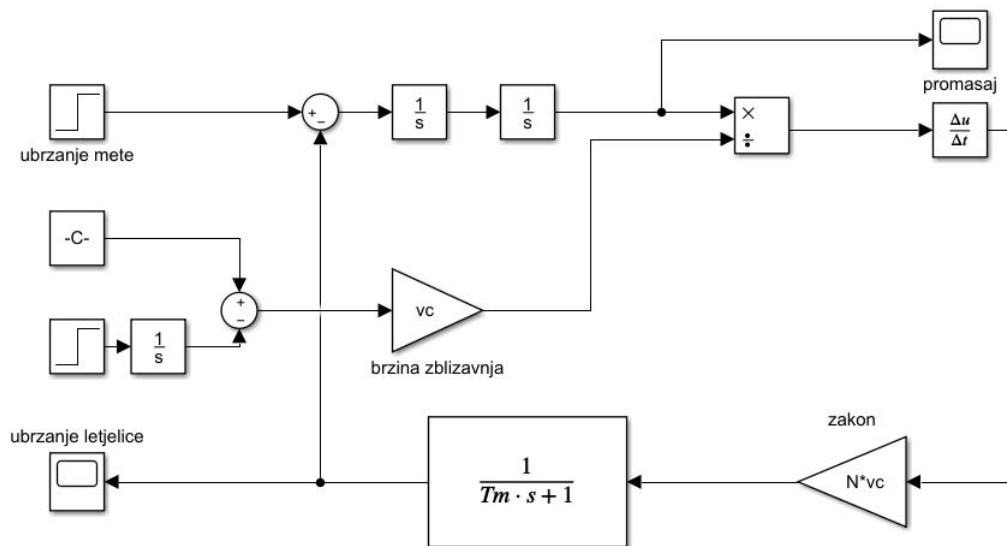 promasaj
+
−
1
s
1
s
×
÷
Δu
Δt
ubrzanje mete
-C-
+
−
vc
1
s
brzina zblizavnja
ubrzanje letjelice
zakon
1
Tm · s + 1
N*vc